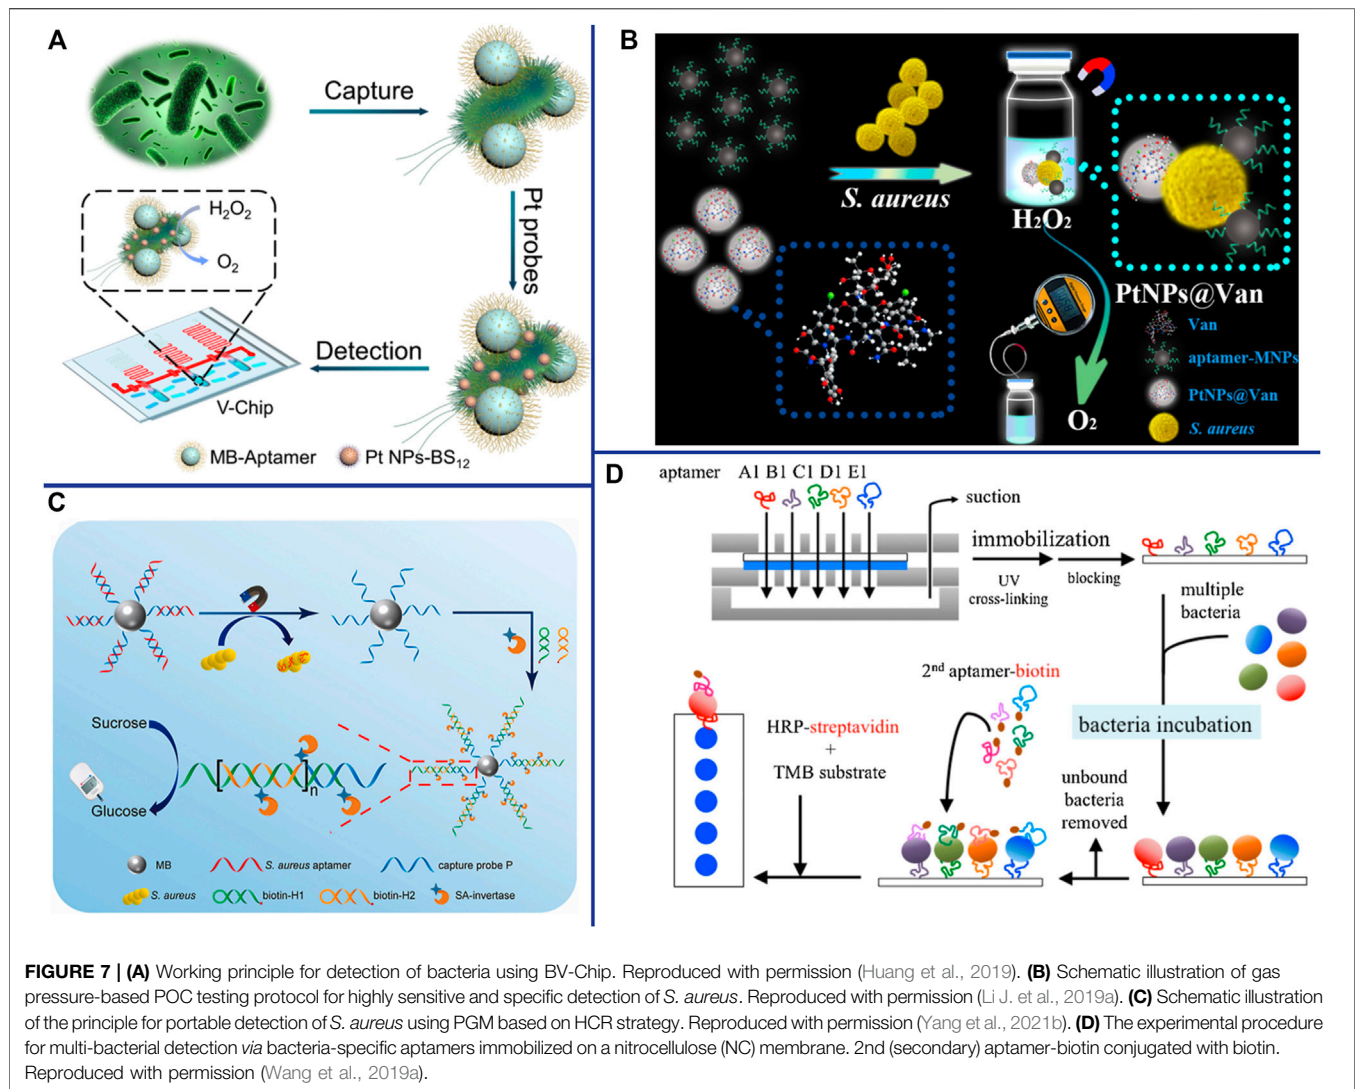 A
Capture
Pt probes
H₂O₂
O₂
Detection
V-Chip
MB-Aptamer
Pt NPs-BS₁₂
B
S. aureus
H₂O₂
PtNPs@Van
Van
aptamer-MNPs
PtNPs@Van
S. aureus
O₂
C
Sucrose
Glucose
n
MB
S. aureus aptamer
capture probe P
S. aureus
biotin-H1
biotin-H2
SA-invertase
D
aptamer A1 B1 C1 D1 E1
suction
immobilization
UV
cross-linking
blocking
multiple
bacteria
2nd aptamer-biotin
bacteria incubation
HRP-streptavidin
+
TMB substrate
unbound
bacteria
removed
FIGURE 7 | (A) Working principle for detection of bacteria using BV-Chip. Reproduced with permission (Huang et al., 2019). (B) Schematic illustration of gas
pressure-based POC testing protocol for highly sensitive and specific detection of S. aureus. Reproduced with permission (Li J. et al., 2019a). (C) Schematic illustration
of the principle for portable detection of S. aureus using PGM based on HCR strategy. Reproduced with permission (Yang et al., 2021b). (D) The experimental procedure
for multi-bacterial detection via bacteria-specific aptamers immobilized on a nitrocellulose (NC) membrane. 2nd (secondary) aptamer-biotin conjugated with biotin.
Reproduced with permission (Wang et al., 2019a).